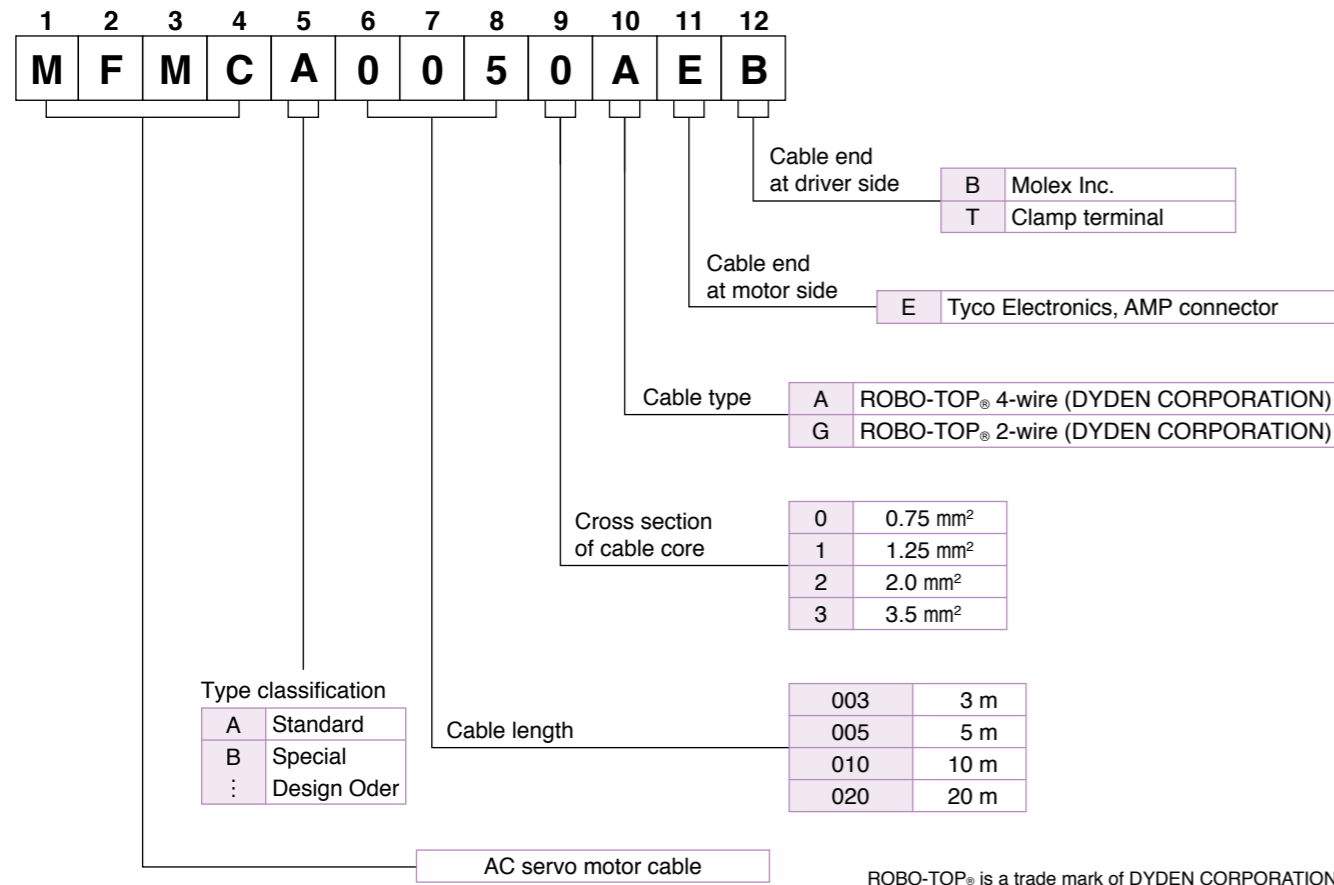 1 2 3 4 5 6 7 8 9 10 11 12
M F M C A 0 0 5 0 A E B
Cable end
at driver side
B Molex Inc.
T Clamp terminal
Cable end
at motor side
E Tyco Electronics, AMP connector
Cable type
A ROBO-TOP® 4-wire (DYDEN CORPORATION)
G ROBO-TOP® 2-wire (DYDEN CORPORATION)
Cross section
of cable core
0 0.75 mm²
1 1.25 mm²
2 2.0 mm²
3 3.5 mm²
Type classification
A Standard
B Special
⋮ Design Oder
Cable length
003 3 m
005 5 m
010 10 m
020 20 m
AC servo motor cable
ROBO-TOP® is a trade mark of DYDEN CORPORATION